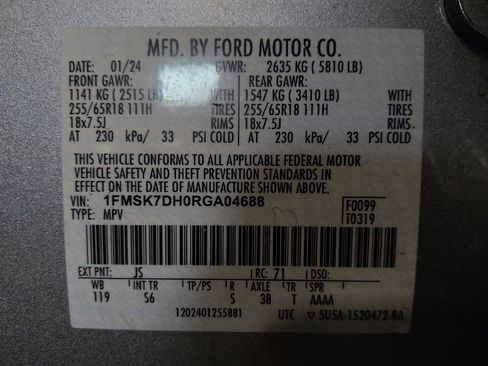 MFD. BY FORD MOTOR CO.
DATE: 01/24 GVWR: 2635 KG ( 5810 LB)
FRONT GAWR: REAR GAWR:
1141 KG ( 2515 LB) WITH 1547 KG ( 3410 LB) WITH
255/65R18 111H TIRES 255/65R18 111H TIRES
18x7.5J RIMS 18x7.5J RIMS
AT 230 kPa/ 33 PSI COLD AT 230 kPa/ 33 PSI COLD
THIS VEHICLE CONFORMS TO ALL APPLICABLE FEDERAL MOTOR
VEHICLE SAFETY AND THEFT PREVENTION STANDARDS IN
EFFECT ON THE DATE OF MANUFACTURE SHOWN ABOVE.
VIN: 1FMSK7DH0RGA04688 F0099
TYPE: MPV T0319
EXT PNT: JS RC: 71 DSO:
WB INT TR TP/PS R AXLE TR SPR
119 S6 S 3B T AAAA
1202401255881 UTC ▽ 5U5A-1520472-BA